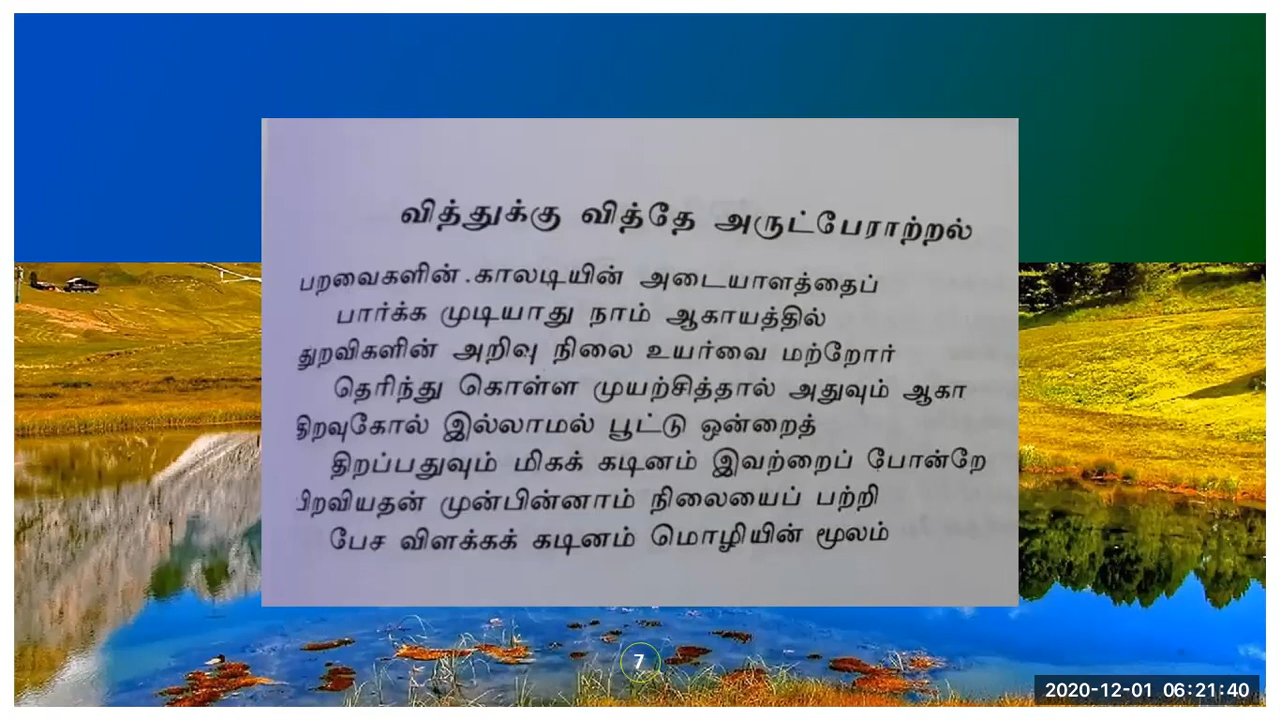 வித்துக்கு வித்தே அருட்பேராற்றல்
பறவைகளின் காலடியின் அடையாளத்தைப்
பார்க்க முடியாது நாம் ஆகாயத்தில்
துறவிகளின் அறிவு நிலை உயர்வை மற்றோர்
தெரிந்து கொள்ள முயற்சித்தால் அதுவும் ஆகா
திறவுகோல் இல்லாமல் பூட்டு ஒன்றைத்
திறப்பதுவும் மிகக் கடினம் இவற்றைப் போன்றே
பிறவியதன் முன்பின்னாம் நிலையைப் பற்றி
பேச விளக்கக் கடினம் மொழியின் மூலம்
7
2020-12-01 06:21:40